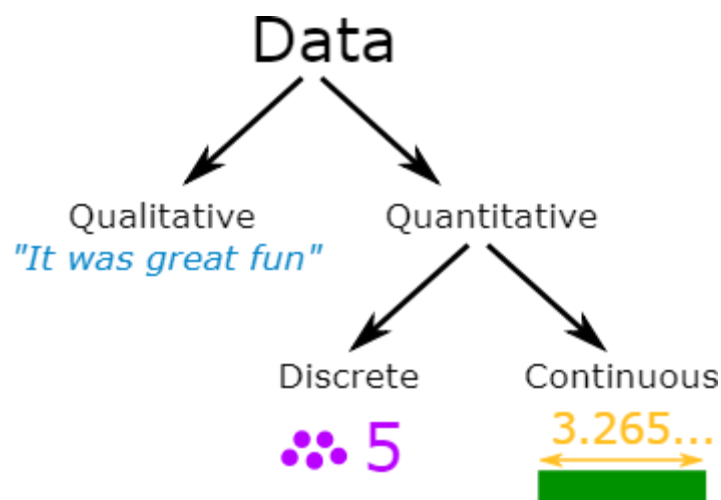 Data
Qualitative
Quantitative
"It was great fun"
Discrete
Continuous
5
3.265...